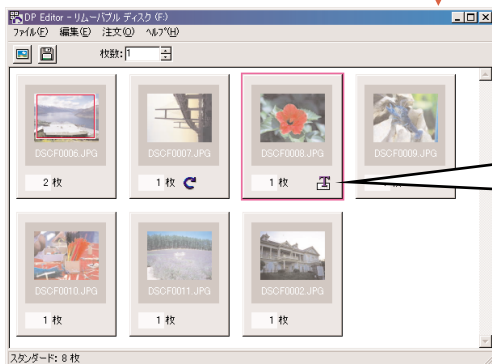 DP Editor - リムーバブル ディスク (F:)
ファイル(F) 編集(E) 注文(O) ヘルプ(H)
枚数: 1
DSCF0006.JPG DSCF0007.JPG DSCF0008.JPG DSCF0009.JPG
2 枚 1 枚 1 枚
DSCF0010.JPG DSCF0011.JPG DSCF0002.JPG
1 枚 1 枚 1 枚
スタンダード: 8 枚